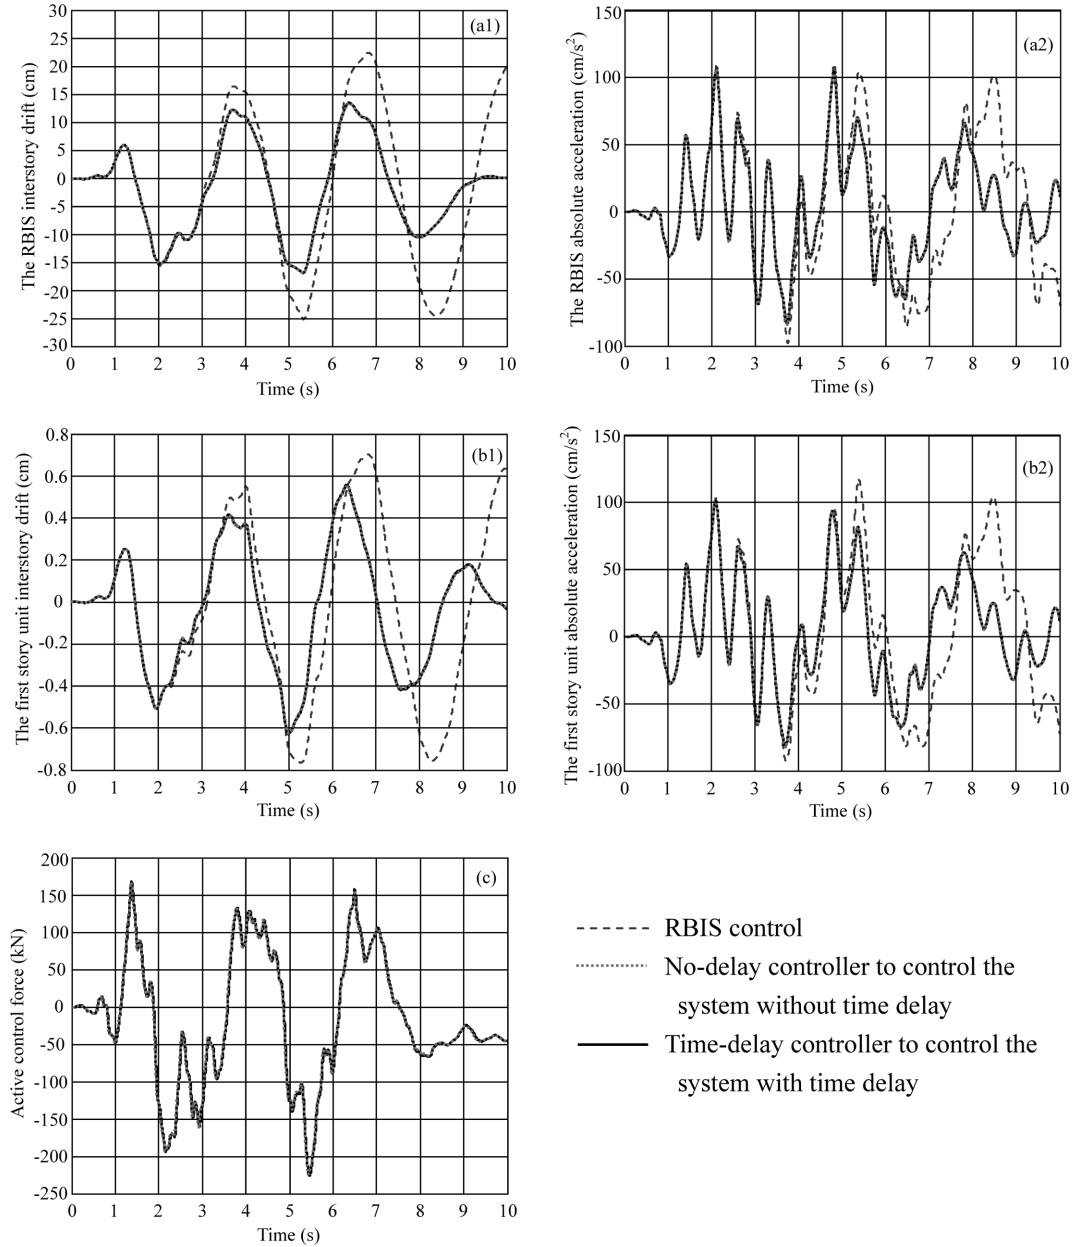 The RBIS interstory drift (cm)
30
25
20
15
10
5
0
-5
-10
-15
-20
-25
-30
(a1)
0 1 2 3 4 5 6 7 8 9 10
Time (s)
The RBIS absolute acceleration (cm/s²)
150
100
50
0
-50
-100
(a2)
0 1 2 3 4 5 6 7 8 9 10
Time (s)
The first story unit interstory drift (cm)
0.8
0.6
0.4
0.2
0
-0.2
-0.4
-0.6
-0.8
(b1)
0 1 2 3 4 5 6 7 8 9 10
Time (s)
The first story unit absolute acceleration (cm/s²)
150
100
50
0
-50
-100
(b2)
0 1 2 3 4 5 6 7 8 9 10
Time (s)
Active control force (kN)
200
150
100
50
0
-50
-100
-150
-200
-250
(c)
0 1 2 3 4 5 6 7 8 9 10
Time (s)
RBIS control
No-delay controller to control the
system without time delay
Time-delay controller to control the
system with time delay